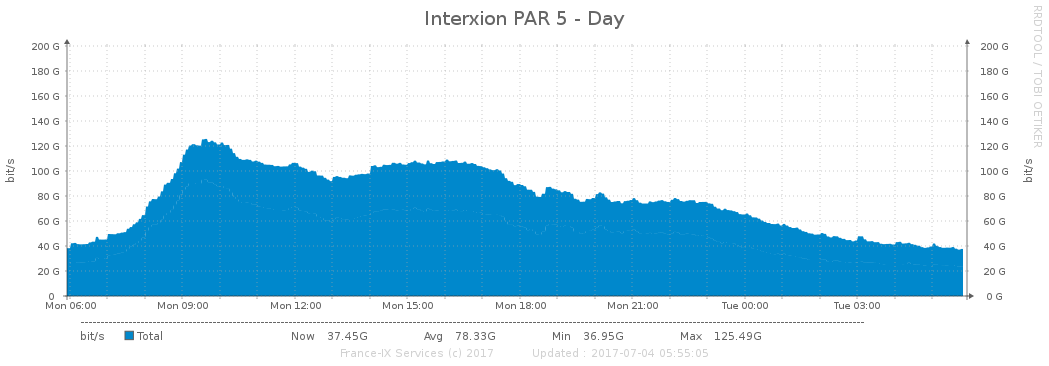 Interxion PAR 5 - Day
RRDTOOL / TOBI OETIKER
200 G 200 G
180 G 180 G
160 G 160 G
140 G 140 G
120 G 120 G
100 G 100 G
80 G 80 G
60 G 60 G
40 G 40 G
20 G 20 G
0 0 G
bit/s bit/s
Mon 06:00 Mon 09:00 Mon 12:00 Mon 15:00 Mon 18:00 Mon 21:00 Tue 00:00 Tue 03:00
bit/s Total Now 37.45G Avg 78.33G Min 36.95G Max 125.49G
France-IX Services (c) 2017 Updated : 2017-07-04 05:55:05